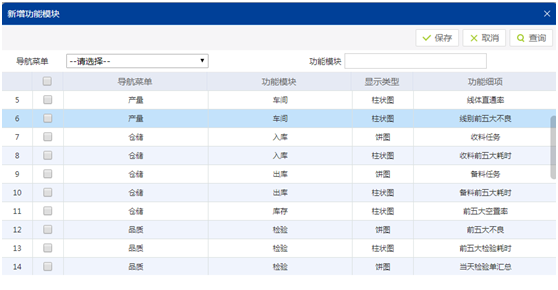 新增功能模块
保存 取消 查询
导航菜单 --请选择-- 功能模块
导航菜单 功能模块 显示类型 功能细项
5 产量 车间 柱状图 线体直通率
6 产量 车间 柱状图 线别前五大不良
7 仓储 入库 饼图 收料任务
8 仓储 入库 柱状图 收料前五大耗时
9 仓储 出库 饼图 备料任务
10 仓储 出库 柱状图 备料前五大耗时
11 仓储 库存 柱状图 前五大空置率
12 品质 检验 饼图 前五大不良
13 品质 检验 柱状图 前五大检验耗时
14 品质 检验 饼图 当天检验单汇总